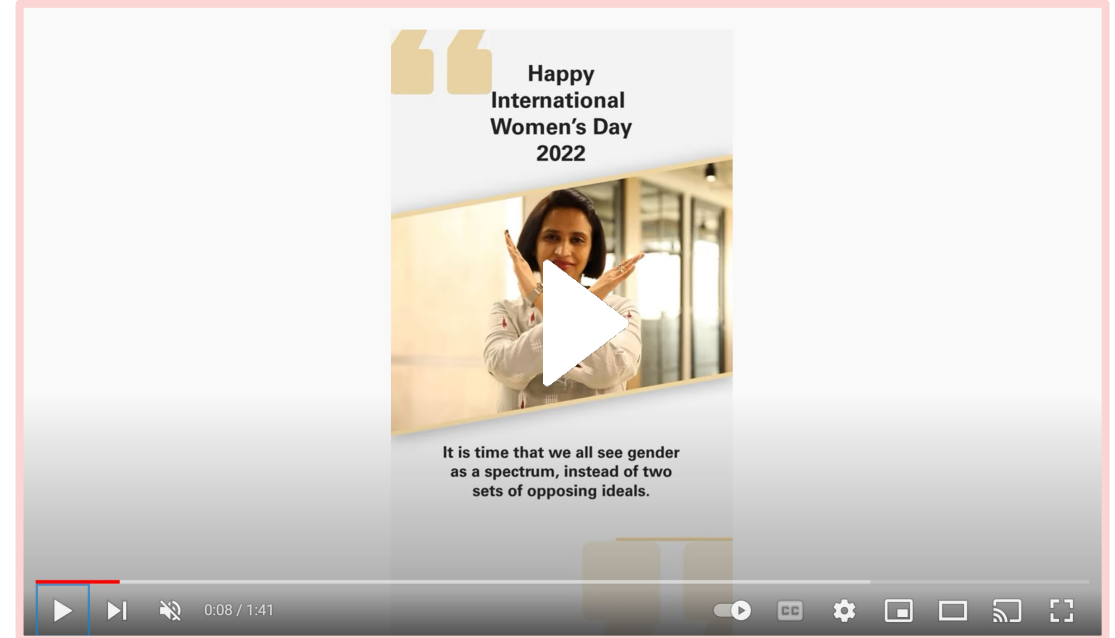 Happy
International
Women’s Day
2022
It is time that we all see gender
as a spectrum, instead of two
sets of opposing ideals.
0:08 / 1:41
CC